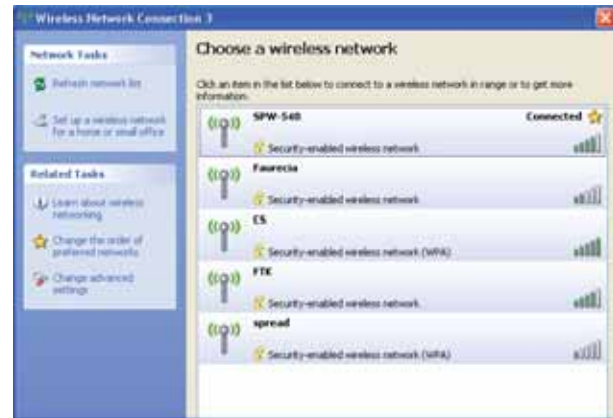 Wireless Network Connection 3
Network Tasks
Refresh network list
Set up a wireless network
for a home or small office
Related Tasks
Learn about wireless
networking
Change the order of
preferred networks
Change advanced
settings
Choose a wireless network
Click an item in the list below to connect to a wireless network in range or to get more
information.
SPW-548
Connected
Security-enabled wireless network
Faurecia
Security-enabled wireless network
CS
Security-enabled wireless network (WPA)
FTK
Security-enabled wireless network
spread
Security-enabled wireless network (WPA)